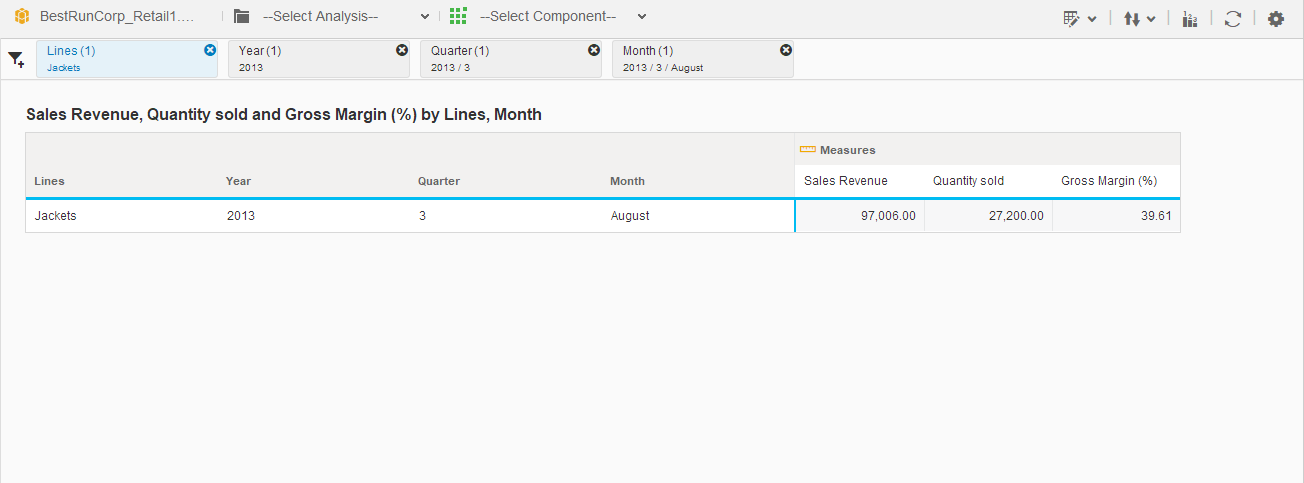 BestRunCorp_Retail1....
--Select Analysis--
--Select Component--
Lines (1)
Jackets
Year (1)
2013
Quarter (1)
2013 / 3
Month (1)
2013 / 3 / August
Sales Revenue, Quantity sold and Gross Margin (%) by Lines, Month
Measures
Lines Year Quarter Month Sales Revenue Quantity sold Gross Margin (%)
Jackets 2013 3 August 97,006.00 27,200.00 39.61